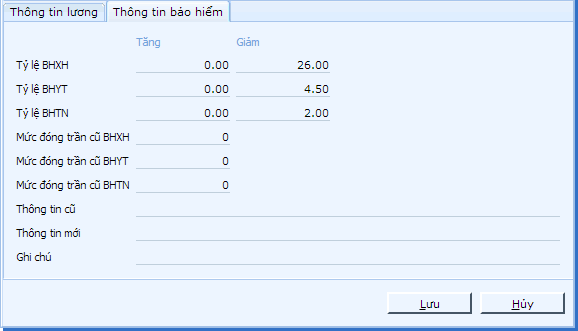 Thông tin lương Thông tin bảo hiểm
Tăng Giảm
Tỷ lệ BHXH 0.00 26.00
Tỷ lệ BHYT 0.00 4.50
Tỷ lệ BHTN 0.00 2.00
Mức đóng trần cũ BHXH 0
Mức đóng trần cũ BHYT 0
Mức đóng trần cũ BHTN 0
Thông tin cũ
Thông tin mới
Ghi chú
Lưu Hủy